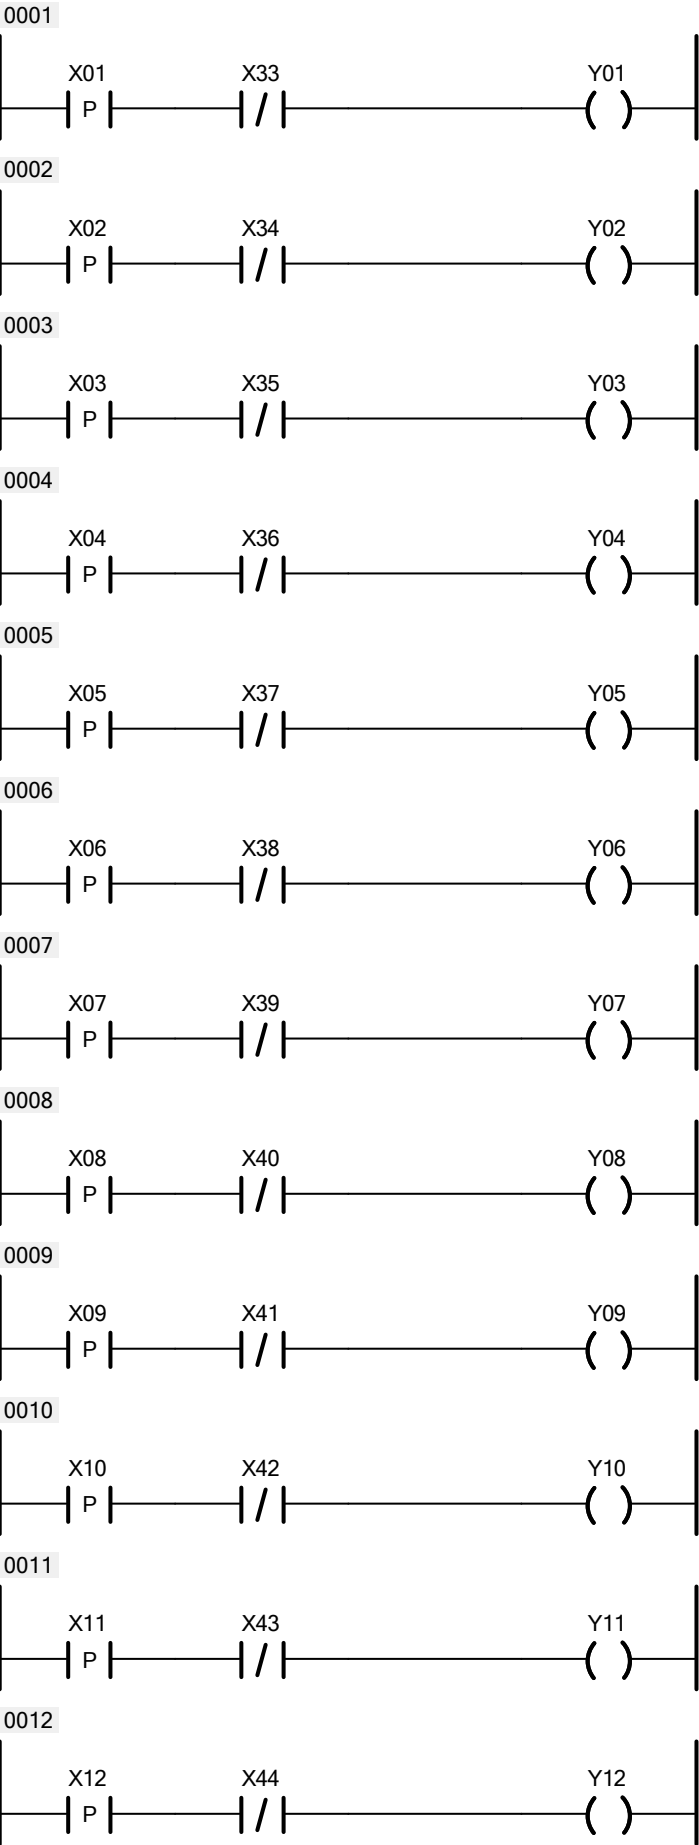 0001
X01 X33 Y01
P
0002
X02 X34 Y02
P
0003
X03 X35 Y03
P
0004
X04 X36 Y04
P
0005
X05 X37 Y05
P
0006
X06 X38 Y06
P
0007
X07 X39 Y07
P
0008
X08 X40 Y08
P
0009
X09 X41 Y09
P
0010
X10 X42 Y10
P
0011
X11 X43 Y11
P
0012
X12 X44 Y12
P